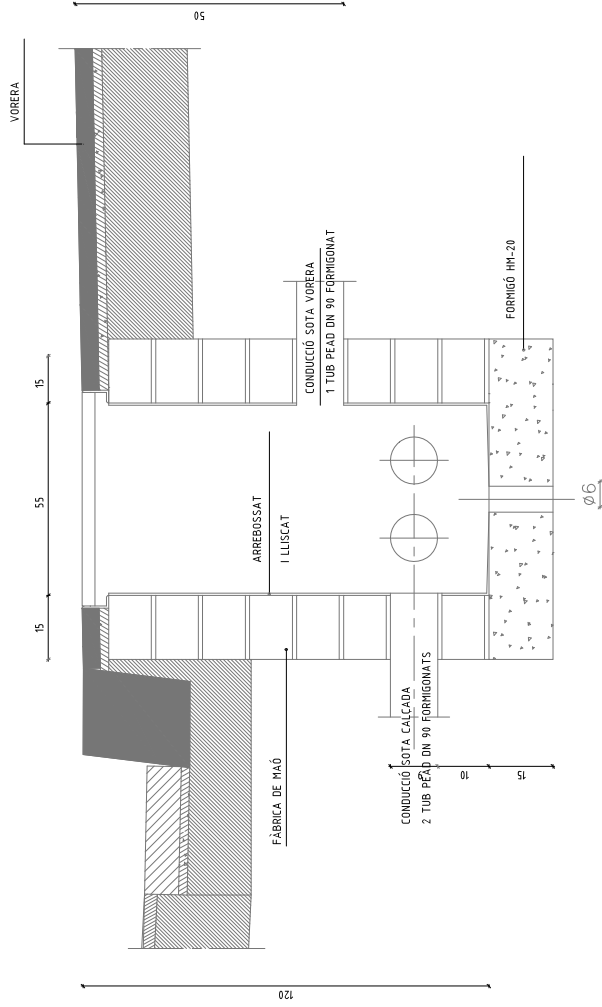 50
VORERA
15
55
15
CONDUCCIÓ SOTA VORERA
1 TUB PEAD DN 90 FORMIGONAT
FORMIGÓ HM-20
ARREBOSSAT
I LLISCAT
FÀBRICA DE MAÓ
CONDUCCIÓ SOTA CALÇADA
2 TUB PEAD DN 90 FORMIGONATS
10
15
120